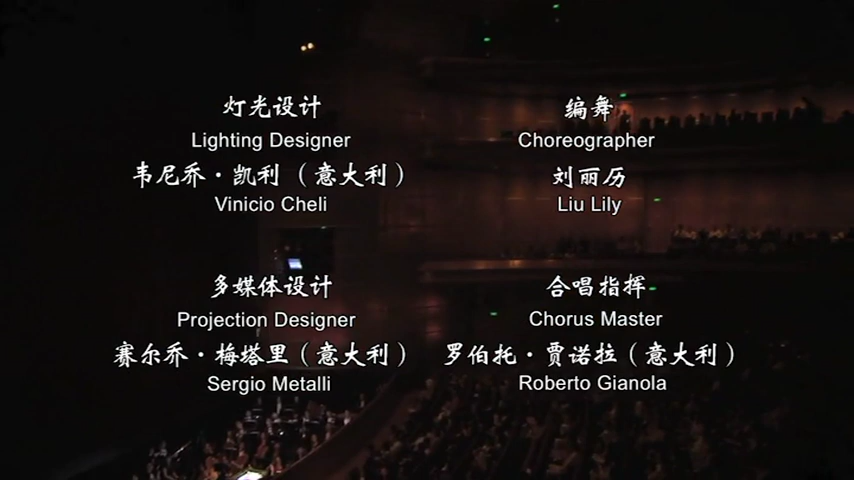 灯光设计
Lighting Designer
韦尼乔·凯利（意大利）
Vinicio Cheli
编舞
Choreographer
刘丽历
Liu Lily
多媒体设计
Projection Designer
赛尔乔·梅塔里（意大利）
Sergio Metalli
合唱指挥
Chorus Master
罗伯托·贾诺拉（意大利）
Roberto Gianola